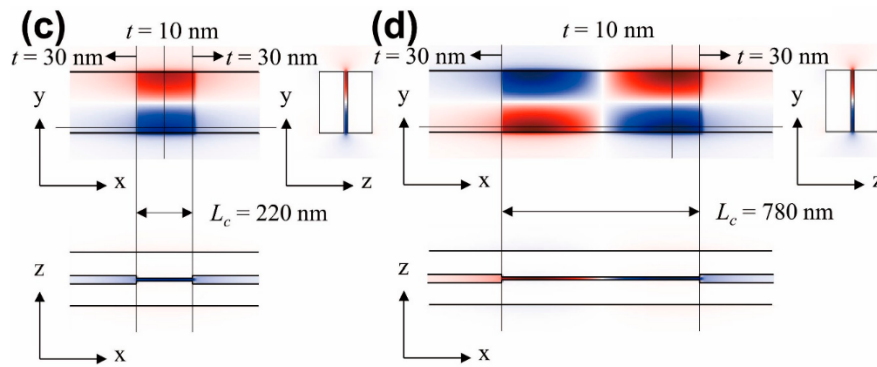 (c)
t = 10 nm
t = 30 nm
t = 30 nm
y
y
x
z
L_c = 220 nm
z
x
(d)
t = 10 nm
t = 30 nm
t = 30 nm
y
y
x
z
L_c = 780 nm
z
x